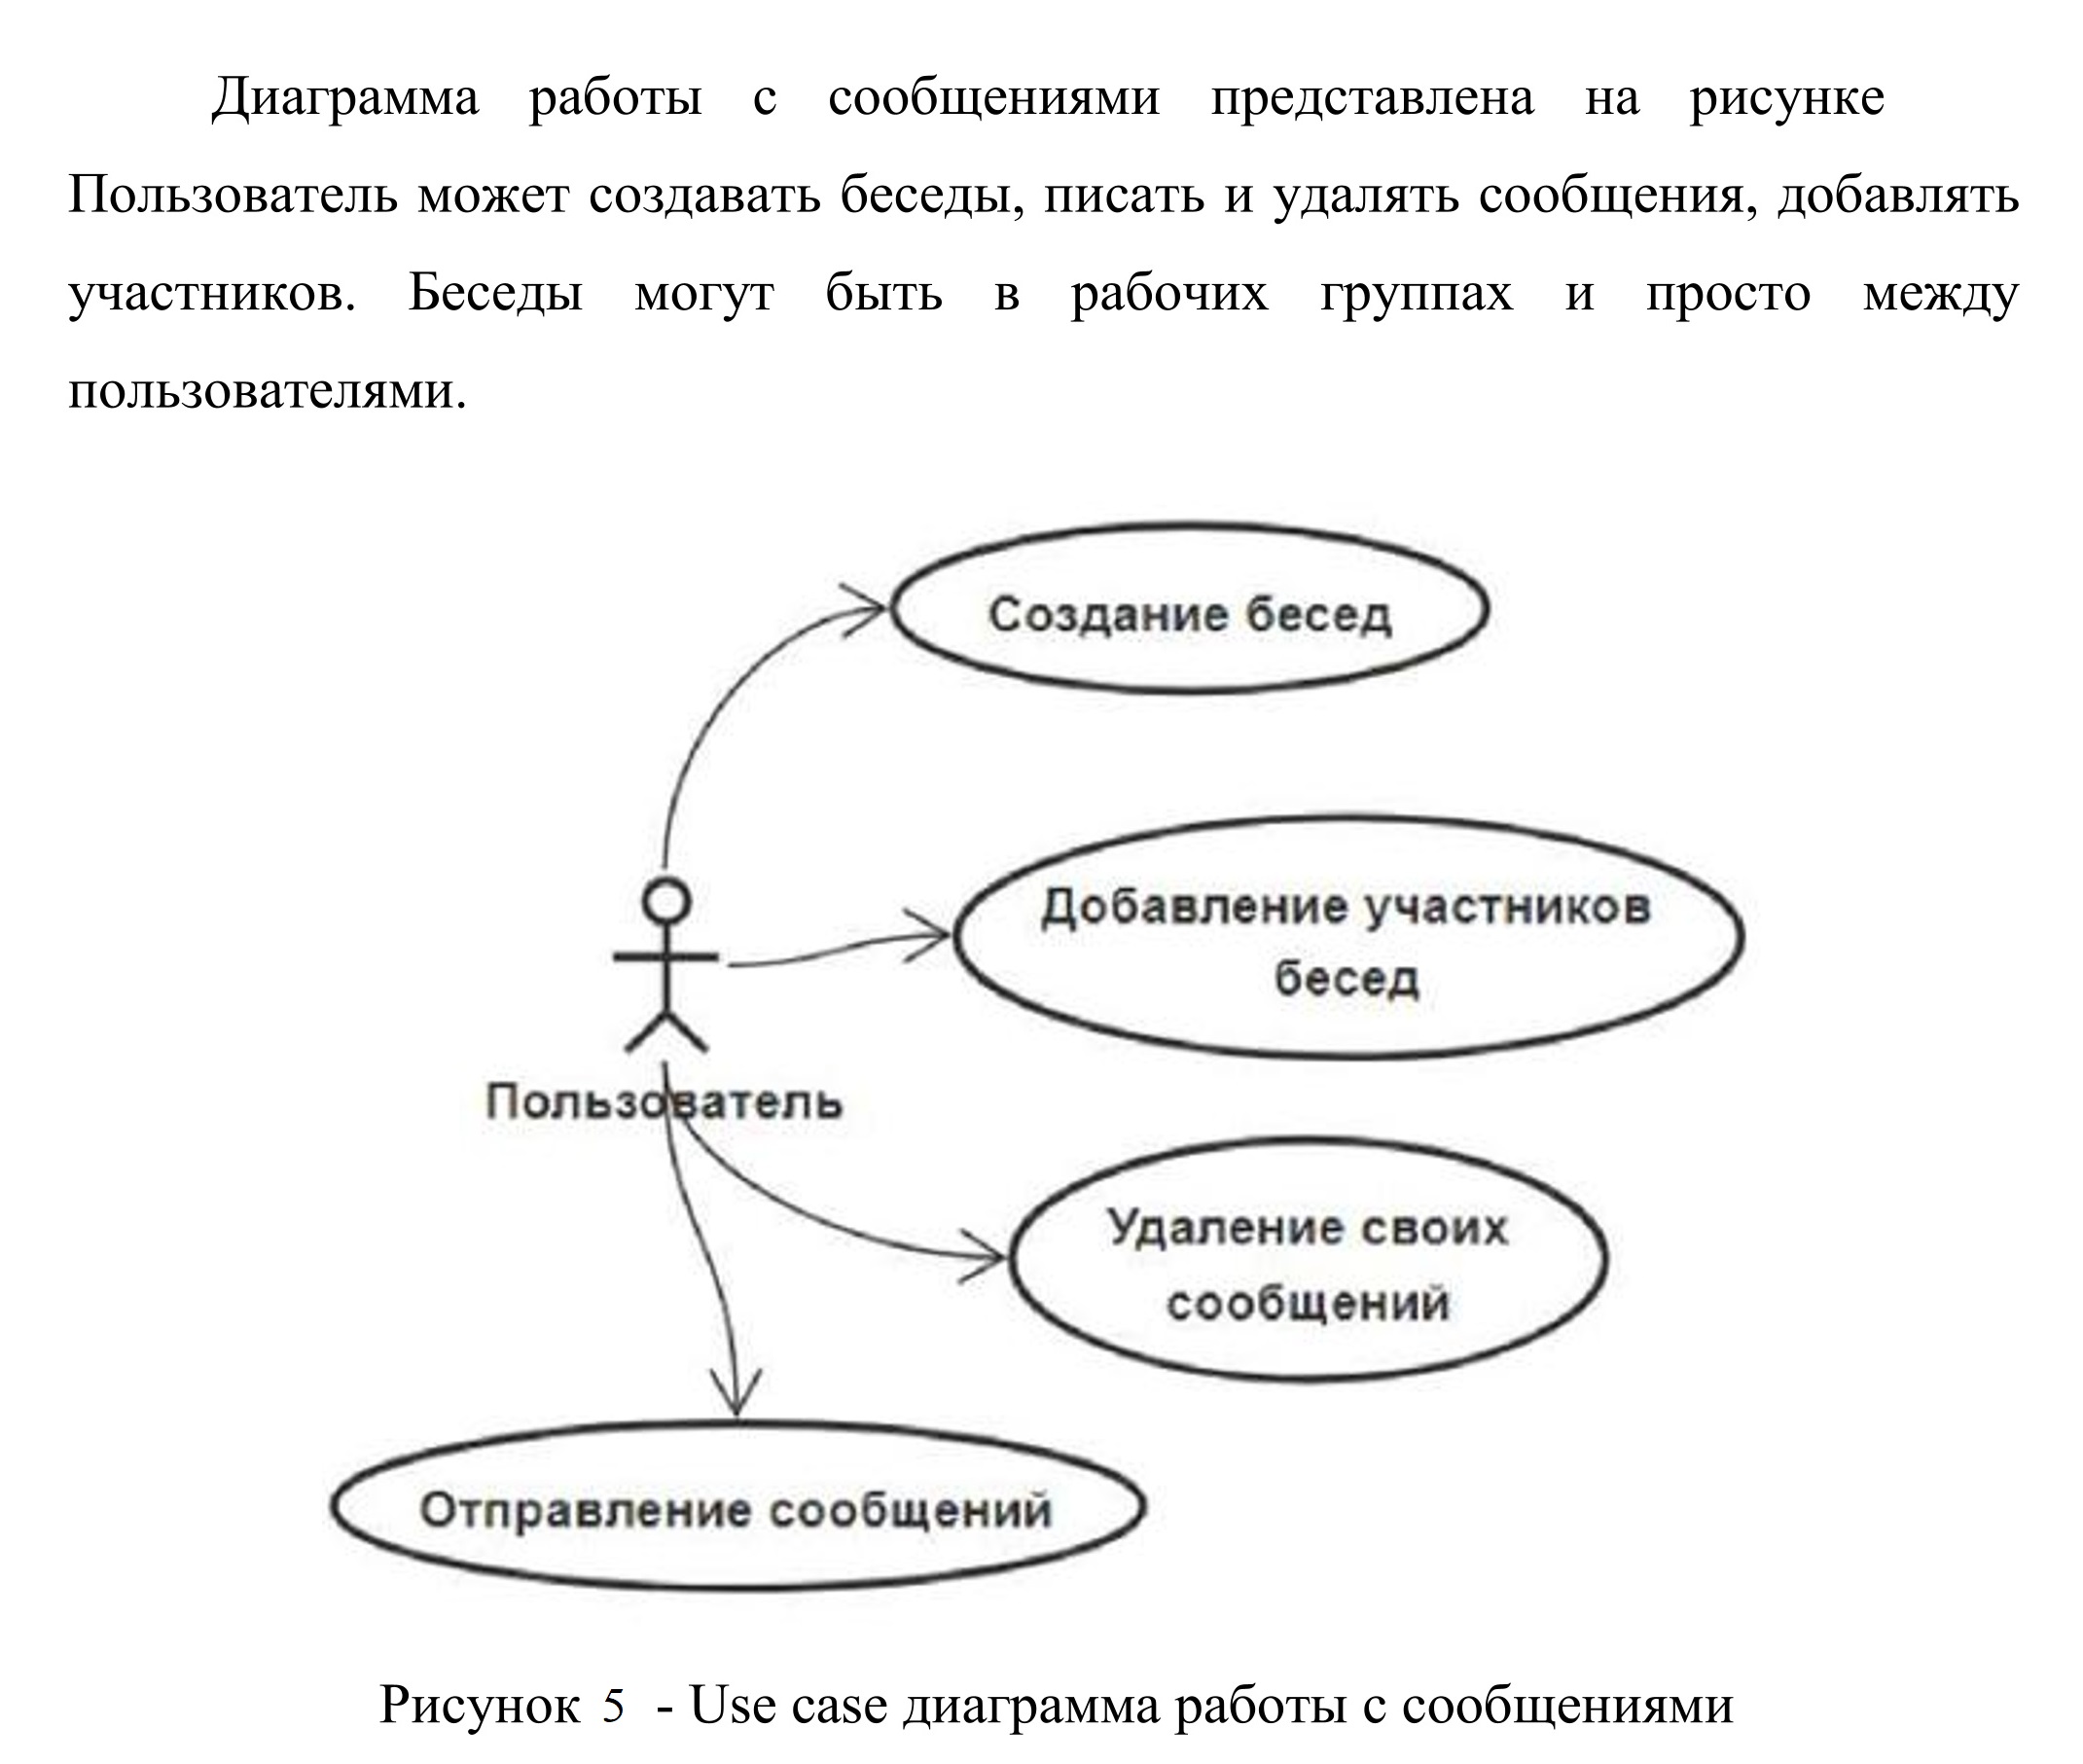 Диаграмма работы с сообщениями представлена на рисунке
Пользователь может создавать беседы, писать и удалять сообщения, добавлять
участников. Беседы могут быть в рабочих группах и просто между
пользователями.
Создание бесед
Добавление участников
бесед
Пользователь
Удаление своих
сообщений
Отправление сообщений
Рисунок 5 - Use case диаграмма работы с сообщениями